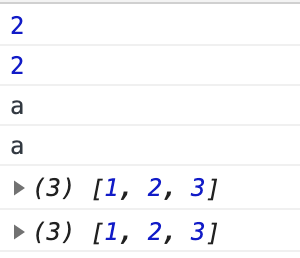 2
2
a
a
(3) [1, 2, 3]
(3) [1, 2, 3]